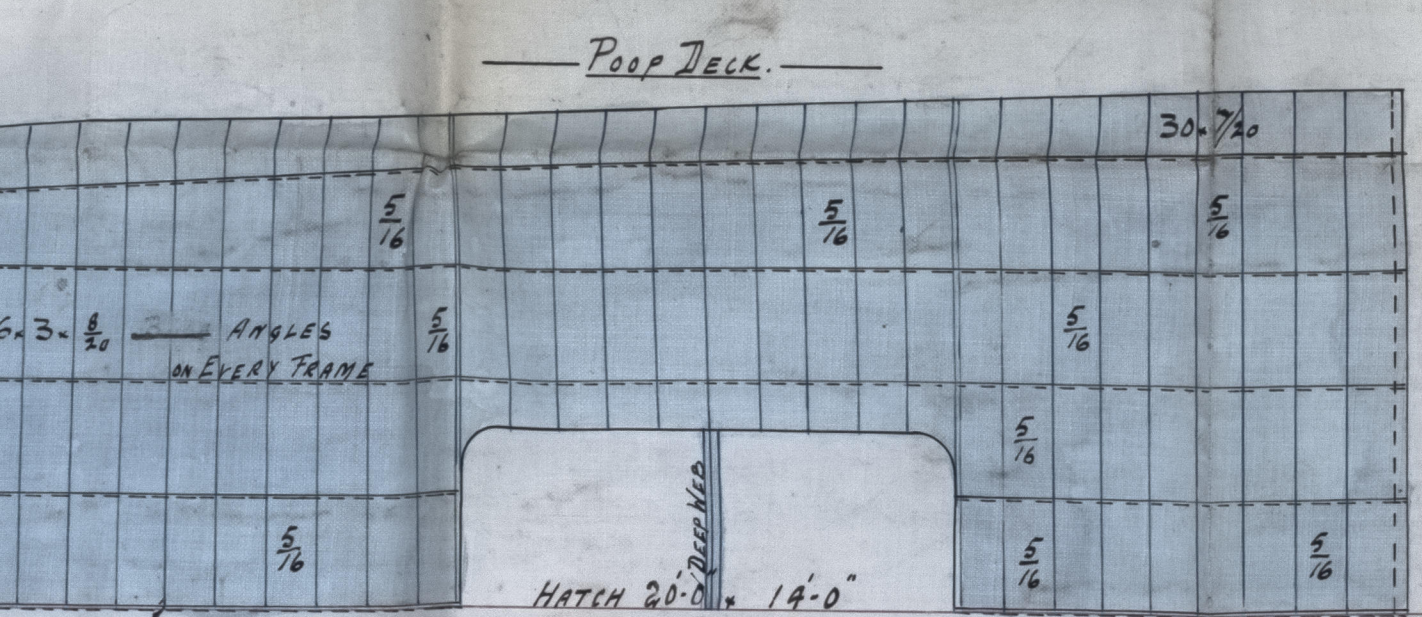 POOP DECK.
30 × 7/20
5/16
5/16
5/16
6 × 3 × 8/20 ANGLES
ON EVERY FRAME
5/16
5/16
5/16
DEEP WEB
5/16
5/16
5/16
HATCH 20'-0" × 14'-0"